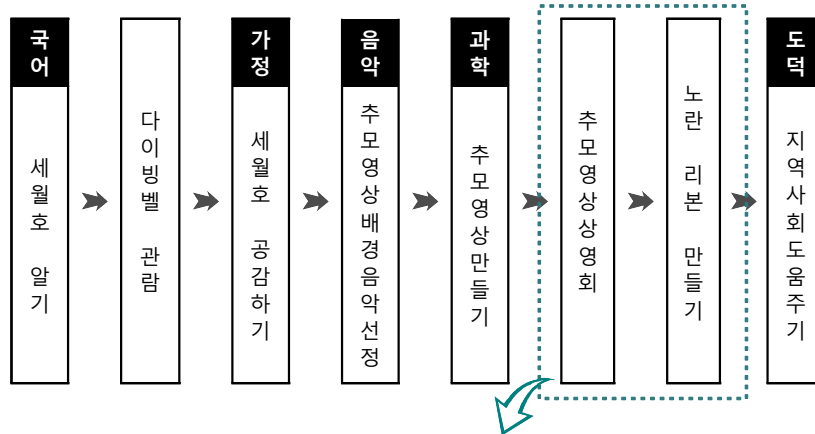 국어
세월호 알기
다이빙벨 관람
가정
세월호 공감하기
음악
추모영상배경음악선정
과학
추모영상만들기
추모영상상영회
노란 리본 만들기
도덕
지역사회도움주기